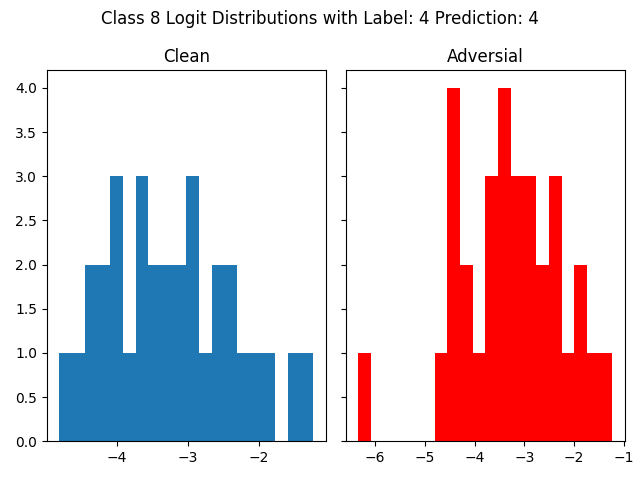 Class 8 Logit Distributions with Label: 4 Prediction: 4
Clean
Adversial
4.0
3.5
3.0
2.5
2.0
1.5
1.0
0.5
0.0
−4 −3 −2
−6 −5 −4 −3 −2 −1